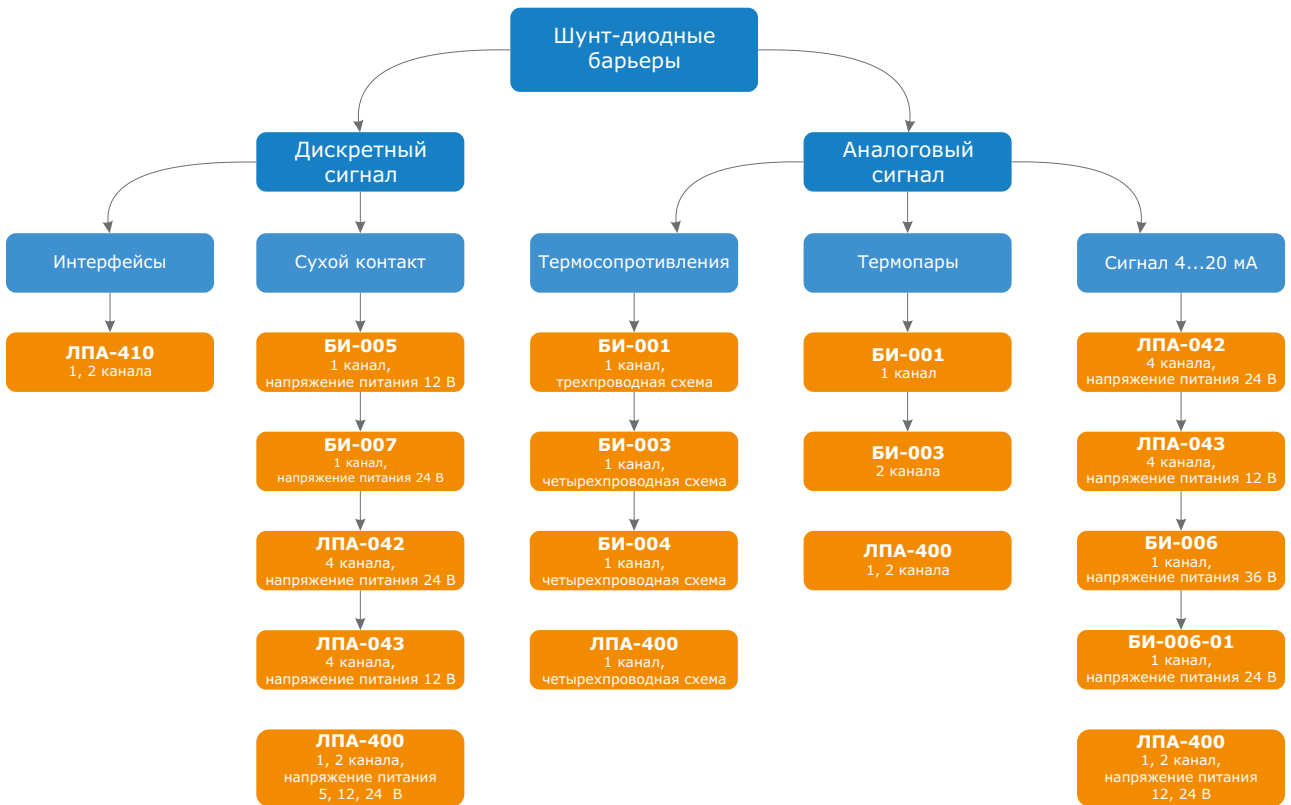 Шунт-диодные
барьеры
Дискретный
сигнал
Аналоговый
сигнал
Интерфейсы
Сухой контакт
Термосопротивления
Термопары
Сигнал 4...20 мА
ЛПА-410
1, 2 канала
БИ-005
1 канал,
напряжение питания 12 В
БИ-007
1 канал,
напряжение питания 24 В
ЛПА-042
4 канала,
напряжение питания 24 В
ЛПА-043
4 канала,
напряжение питания 12 В
ЛПА-400
1, 2 канала,
напряжение питания
5, 12, 24 В
БИ-001
1 канал,
трехпроводная схема
БИ-003
1 канал,
четырехпроводная схема
БИ-004
1 канал,
четырехпроводная схема
ЛПА-400
1 канал,
четырехпроводная схема
БИ-001
1 канал
БИ-003
2 канала
ЛПА-400
1, 2 канала
ЛПА-042
4 канала,
напряжение питания 24 В
ЛПА-043
4 канала,
напряжение питания 12 В
БИ-006
1 канал,
напряжение питания 36 В
БИ-006-01
1 канал,
напряжение питания 24 В
ЛПА-400
1, 2 канал,
напряжение питания
12, 24 В